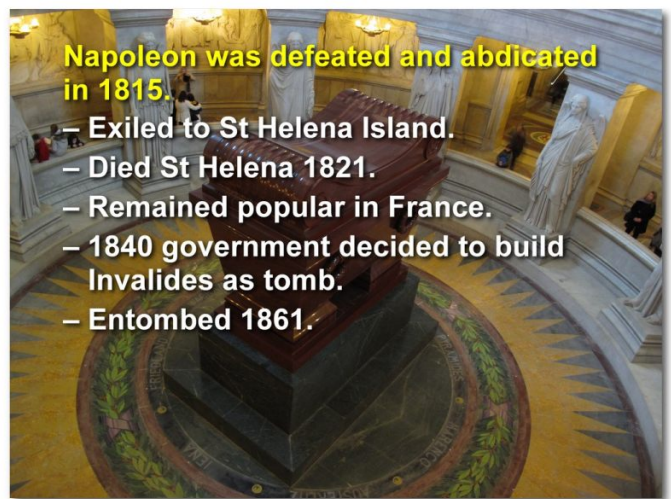 Napoleon was defeated and abdicated
in 1815.
– Exiled to St Helena Island.
– Died St Helena 1821.
– Remained popular in France.
– 1840 government decided to build
Invalides as tomb.
– Entombed 1861.
IENA